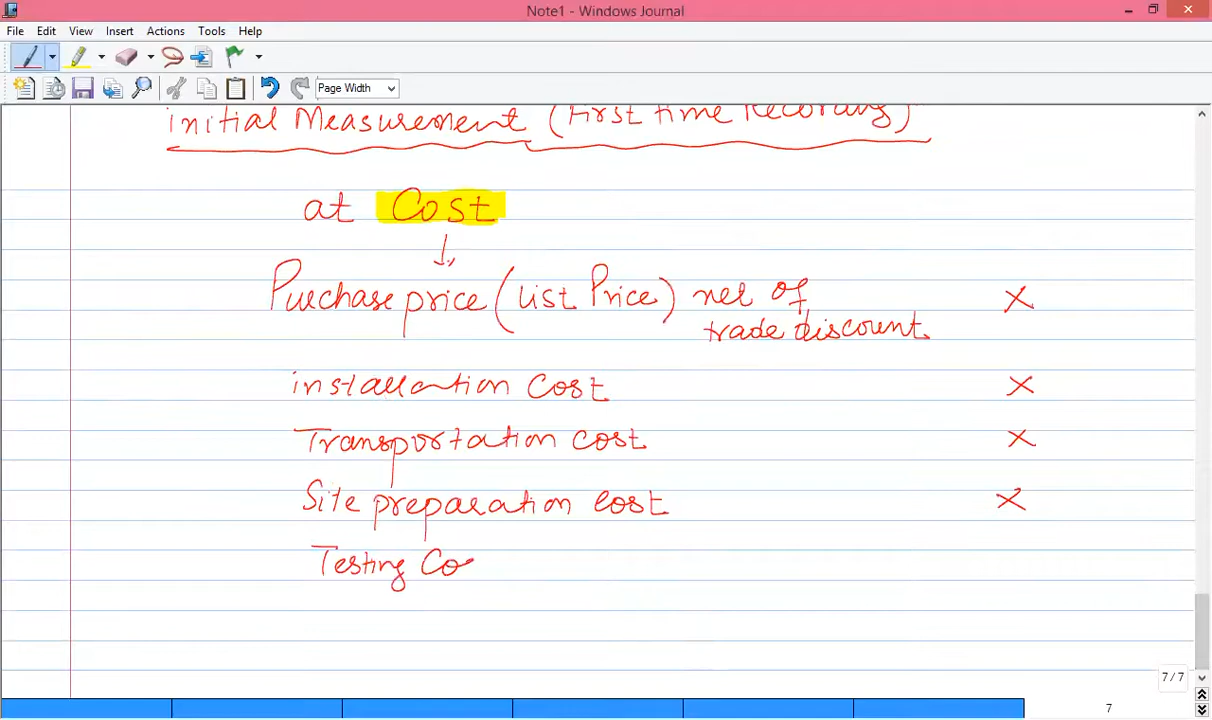 Note1 - Windows Journal
File Edit View Insert Actions Tools Help
Page Width
initial Measurement (First time Recording)
at Cost
Purchase price (list Price) net of X
trade discount.
installation Cost X
Transportation cost X
Site preparation cost X
Testing Co
7 / 7
7